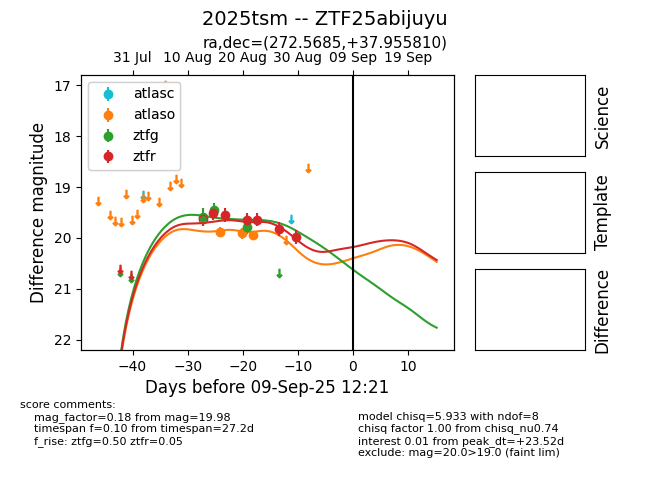 2025tsm -- ZTF25abijuyu
ra,dec=(272.5685,+37.955810)
31 Jul 10 Aug 20 Aug 30 Aug 09 Sep 19 Sep
atlasc
atlaso
ztfg
ztfr
17
18
19
20
21
22
Difference magnitude
−40 −30 −20 −10 0 10
Days before 09-Sep-25 12:21
Science
Template
Difference
score comments:
mag_factor=0.18 from mag=19.98
timespan f=0.10 from timespan=27.2d
f_rise: ztfg=0.50 ztfr=0.05
model chisq=5.933 with ndof=8
chisq factor 1.00 from chisq_nu0.74
interest 0.01 from peak_dt=+23.52d
exclude: mag=20.0>19.0 (faint lim)